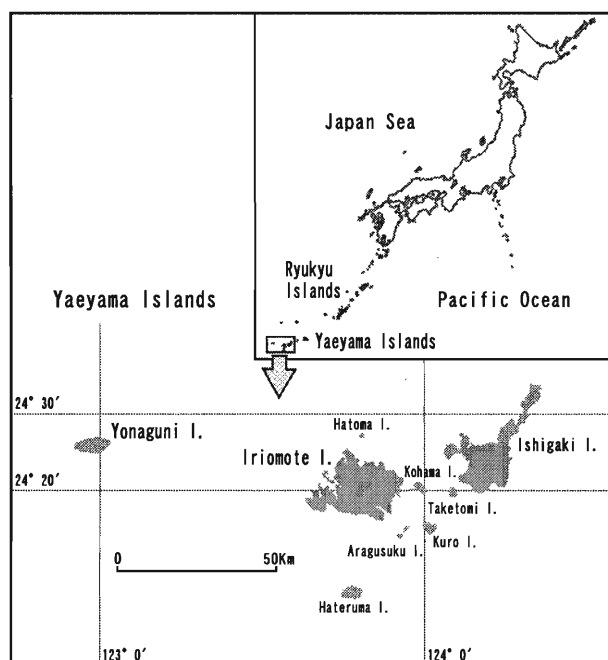 Japan Sea
Ryukyu
Islands
Pacific Ocean
Yaeyama Islands
Yaeyama Islands
24° 30'
Yonaguni I.
Hatoma I.
Ishigaki I.
Iriomote I.
Kohama I.
24° 20'
Taketomi I.
Kuro I.
Aragusuku I.
0
50Km
Hateruma I.
123° 0'
124° 0'